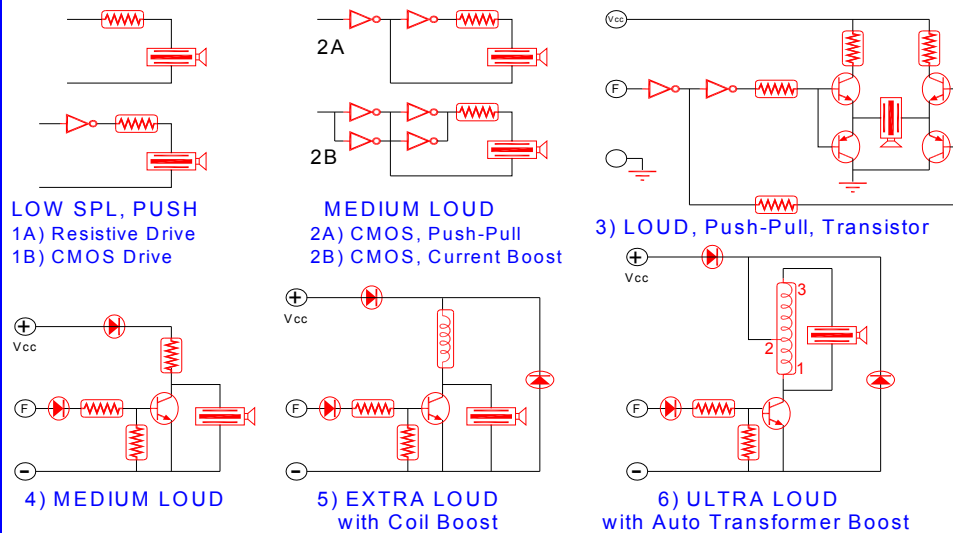 2A
2B
LOW SPL, PUSH
1A) Resistive Drive
1B) CMOS Drive
MEDIUM LOUD
2A) CMOS, Push-Pull
2B) CMOS, Current Boost
Vcc
F
3) LOUD, Push-Pull, Transistor
+
Vcc
F
−
4) MEDIUM LOUD
+
Vcc
F
−
5) EXTRA LOUD
with Coil Boost
+
Vcc
3
2
1
F
−
6) ULTRA LOUD
with Auto Transformer Boost